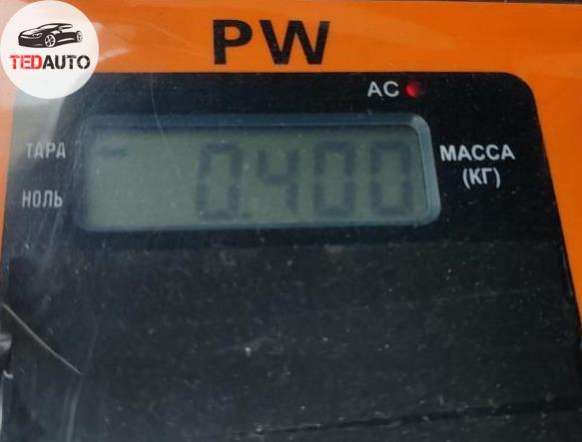 TEDAUTO
PW
AC
ТАРА
0.400
МАССА
(КГ)
НОЛЬ